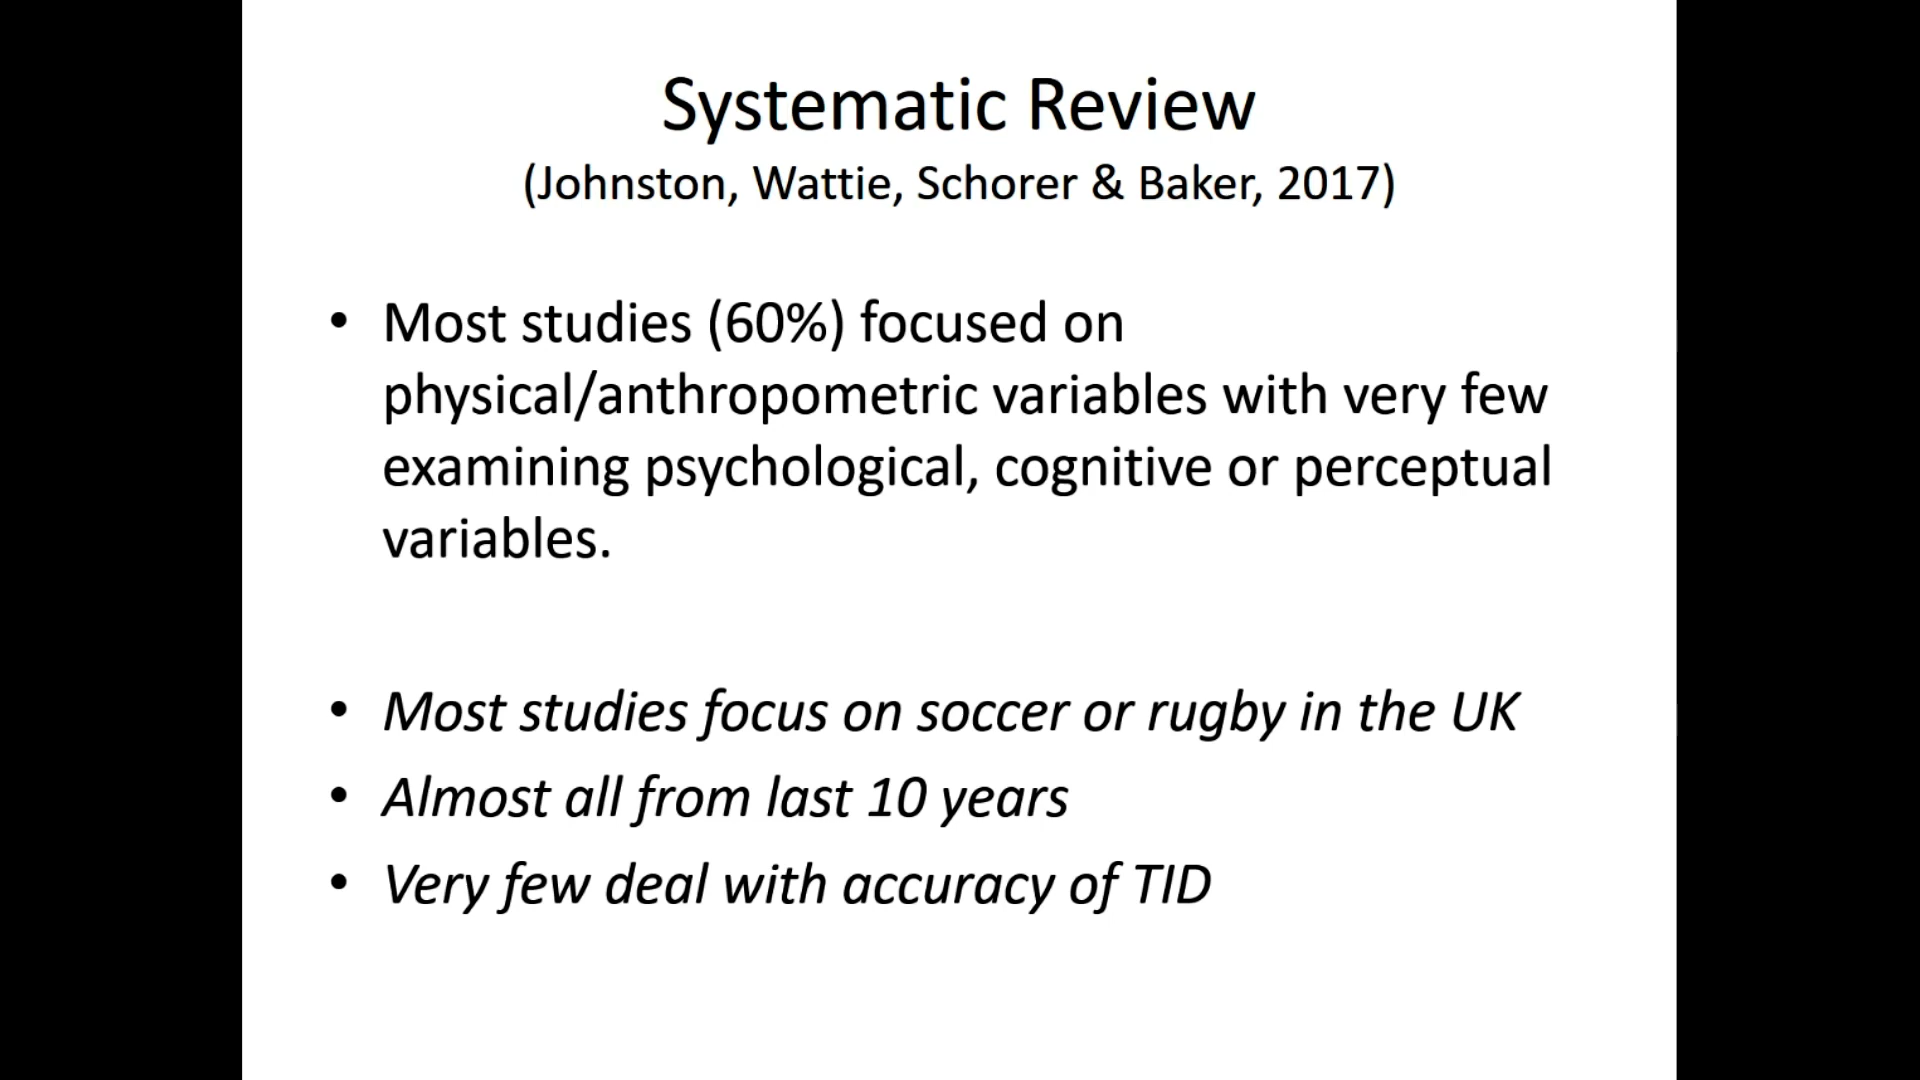 Systematic Review
(Johnston, Wattie, Schorer & Baker, 2017)
• Most studies (60%) focused on
physical/anthropometric variables with very few
examining psychological, cognitive or perceptual
variables.
• Most studies focus on soccer or rugby in the UK
• Almost all from last 10 years
• Very few deal with accuracy of TID